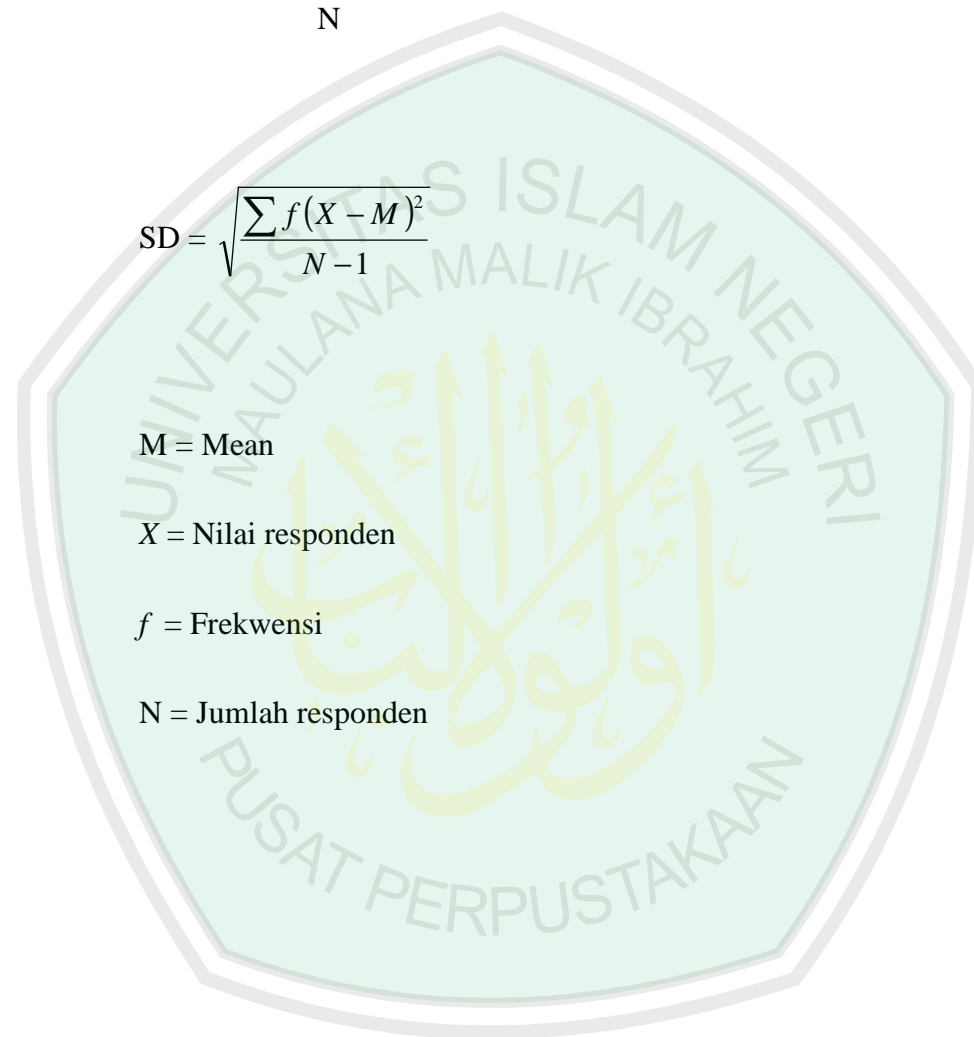 N
SD = √(∑ f(X − M)² / N − 1)
M = Mean
X = Nilai responden
f = Frekwensi
N = Jumlah responden
UNIVERSITAS ISLAM NEGERI
MAULANA MALIK IBRAHIM
PUSAT PERPUSTAKAAN